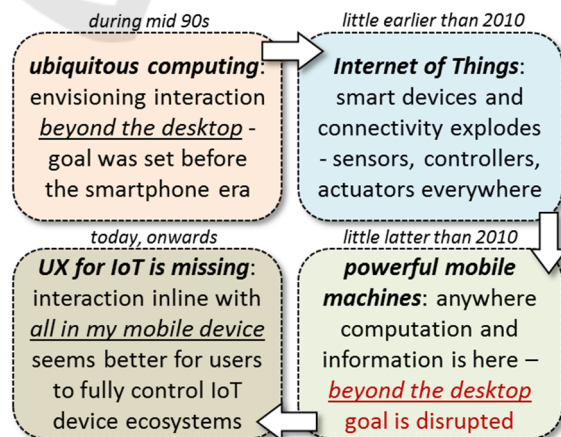 during mid 90s
ubiquitous computing:
envisioning interaction
beyond the desktop -
goal was set before
the smartphone era
little earlier than 2010
Internet of Things:
smart devices and
connectivity explodes
- sensors, controllers,
actuators everywhere
little latter than 2010
powerful mobile
machines: anywhere
computation and
information is here –
beyond the desktop
goal is disrupted
today, onwards
UX for IoT is missing:
interaction inline with
all in my mobile device
seems better for users
to fully control IoT
device ecosystems